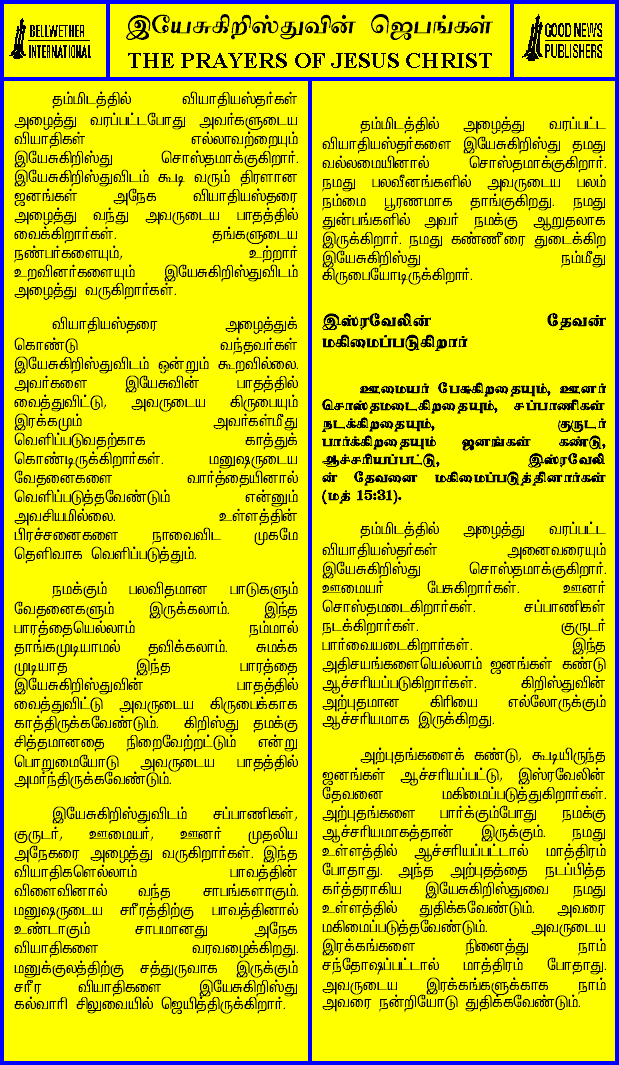 BELLWETHER
INTERNATIONAL
இயேசுகிறிஸ்துவின் ஜெபங்கள்
THE PRAYERS OF JESUS CHRIST
GOOD NEWS
PUBLISHERS
தம்மிடத்தில் வியாதியஸ்தர்கள்
அழைத்து வரப்பட்டபோது அவர்களுடைய
வியாதிகள் எல்லாவற்றையும்
இயேசுகிறிஸ்து சொஸ்தமாக்குகிறார்.
இயேசுகிறிஸ்துவிடம் கூடி வரும் திரளான
ஜனங்கள் அநேக வியாதியஸ்தரை
அழைத்து வந்து அவருடைய பாதத்தில்
வைக்கிறார்கள். தங்களுடைய
நண்பர்களையும், உற்றார்
உறவினர்களையும் இயேசுகிறிஸ்துவிடம்
அழைத்து வருகிறார்கள்.
வியாதியஸ்தரை அழைத்துக்
கொண்டு வந்தவர்கள்
இயேசுகிறிஸ்துவிடம் ஒன்றும் கூறவில்லை.
அவர்களை இயேசுவின் பாதத்தில்
வைத்துவிட்டு, அவருடைய கிருபையும்
இரக்கமும் அவர்கள்மீது
வெளிப்படுவதற்காக காத்துக்
கொண்டிருக்கிறார்கள். மனுஷருடைய
வேதனைகளை வார்த்தையினால்
வெளிப்படுத்தவேண்டும் என்னும்
அவசியமில்லை. உள்ளத்தின்
பிரச்சனைகளை நாவைவிட முகமே
தெளிவாக வெளிப்படுத்தும்.
நமக்கும் பலவிதமான பாடுகளும்
வேதனைகளும் இருக்கலாம். இந்த
பாரத்தையெல்லாம் நம்மால்
தாங்கமுடியாமல் தவிக்கலாம். சுமக்க
முடியாத இந்த பாரத்தை
இயேசுகிறிஸ்துவின் பாதத்தில்
வைத்துவிட்டு அவருடைய கிருபைக்காக
காத்திருக்கவேண்டும். கிறிஸ்து தமக்கு
சித்தமானதை நிறைவேற்றட்டும் என்று
பொறுமையோடு அவருடைய பாதத்தில்
அமர்ந்திருக்கவேண்டும்.
இயேசுகிறிஸ்துவிடம் சப்பாணிகள்,
குருடர், ஊமையர், ஊனர் முதலிய
அநேகரை அழைத்து வருகிறார்கள். இந்த
வியாதிகளெல்லாம் பாவத்தின்
விளைவினால் வந்த சாபங்களாகும்.
மனுஷருடைய சரீரத்திற்கு பாவத்தினால்
உண்டாகும் சாபமானது அநேக
வியாதிகளை வரவழைக்கிறது.
மனுக்குலத்திற்கு சத்துருவாக இருக்கும்
சரீர வியாதிகளை இயேசுகிறிஸ்து
கல்வாரி சிலுவையில் ஜெயித்திருக்கிறார்.
தம்மிடத்தில் அழைத்து வரப்பட்ட
வியாதியஸ்தர்களை இயேசுகிறிஸ்து தமது
வல்லமையினால் சொஸ்தமாக்குகிறார்.
நமது பலவீனங்களில் அவருடைய பலம்
நம்மை பூரணமாக தாங்குகிறது. நமது
துன்பங்களில் அவர் நமக்கு ஆறுதலாக
இருக்கிறார். நமது கண்ணீரை துடைக்கிற
இயேசுகிறிஸ்து நம்மீது
கிருபையோடிருக்கிறார்.
இஸ்ரவேலின் தேவன்
மகிமைப்படுகிறார்
ஊமையர் பேசுகிறதையும், ஊனர்
சொஸ்தமடைகிறதையும், சப்பாணிகள்
நடக்கிறதையும், குருடர்
பார்க்கிறதையும் ஜனங்கள் கண்டு,
ஆச்சரியப்பட்டு, இஸ்ரவேலி
ன் தேவனை மகிமைப்படுத்தினார்கள்
(மத் 15:31).
தம்மிடத்தில் அழைத்து வரப்பட்ட
வியாதியஸ்தர்கள் அனைவரையும்
இயேசுகிறிஸ்து சொஸ்தமாக்குகிறார்.
ஊமையர் பேசுகிறார்கள். ஊனர்
சொஸ்தமடைகிறார்கள். சப்பாணிகள்
நடக்கிறார்கள். குருடர்
பார்வையடைகிறார்கள். இந்த
அதிசயங்களையெல்லாம் ஜனங்கள் கண்டு
ஆச்சரியப்படுகிறார்கள். கிறிஸ்துவின்
அற்புதமான கிரியை எல்லோருக்கும்
ஆச்சரியமாக இருக்கிறது.
அற்புதங்களைக் கண்டு, கூடியிருந்த
ஜனங்கள் ஆச்சரியப்பட்டு, இஸ்ரவேலின்
தேவனை மகிமைப்படுத்துகிறார்கள்.
அற்புதங்களை பார்க்கும்போது நமக்கு
ஆச்சரியமாகத்தான் இருக்கும். நமது
உள்ளத்தில் ஆச்சரியப்பட்டால் மாத்திரம்
போதாது. அந்த அற்புதத்தை நடப்பித்த
கர்த்தராகிய இயேசுகிறிஸ்துவை நமது
உள்ளத்தில் துதிக்கவேண்டும். அவரை
மகிமைப்படுத்தவேண்டும். அவருடைய
இரக்கங்களை நினைத்து நாம்
சந்தோஷப்பட்டால் மாத்திரம் போதாது.
அவருடைய இரக்கங்களுக்காக நாம்
அவரை நன்றியோடு துதிக்கவேண்டும்.